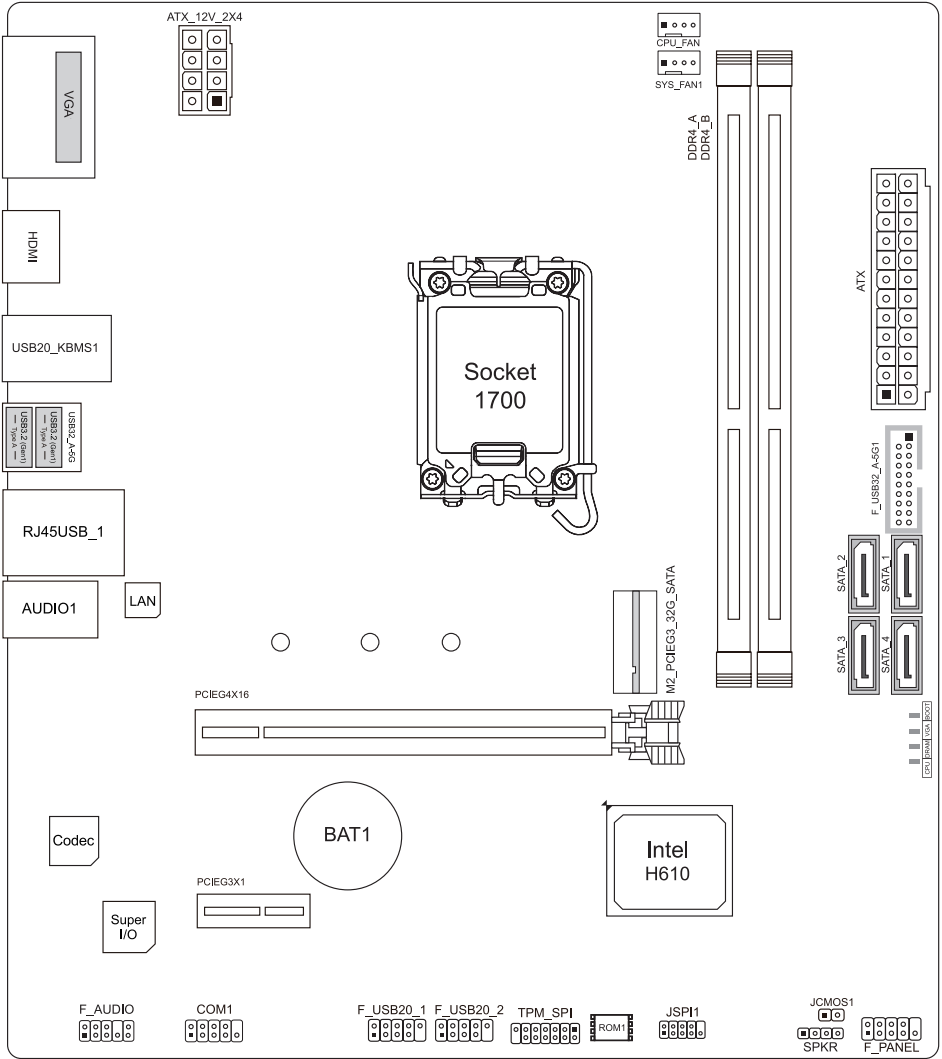 ATX_12V_2X4
CPU_FAN
SYS_FAN1
DDR4_A
DDR4_B
VGA
HDMI
ATX
USB20_KBMS1
Socket
1700
USB32_A-5G
USB3.2 (Gen1)
Type A
USB3.2 (Gen1)
Type A
F_USB32_A-5G1
RJ45USB_1
SATA_2
SATA_1
AUDIO1
LAN
M2_PCIEG3_32G_SATA
SATA_3
SATA_4
PCIEG4X16
CPU
DRAM
VGA
BOOT
Codec
BAT1
Intel
H610
PCIEG3X1
Super
I/O
F_AUDIO
COM1
F_USB20_1
F_USB20_2
TPM_SPI
ROM1
JSPI1
JCMOS1
SPKR
F_PANEL